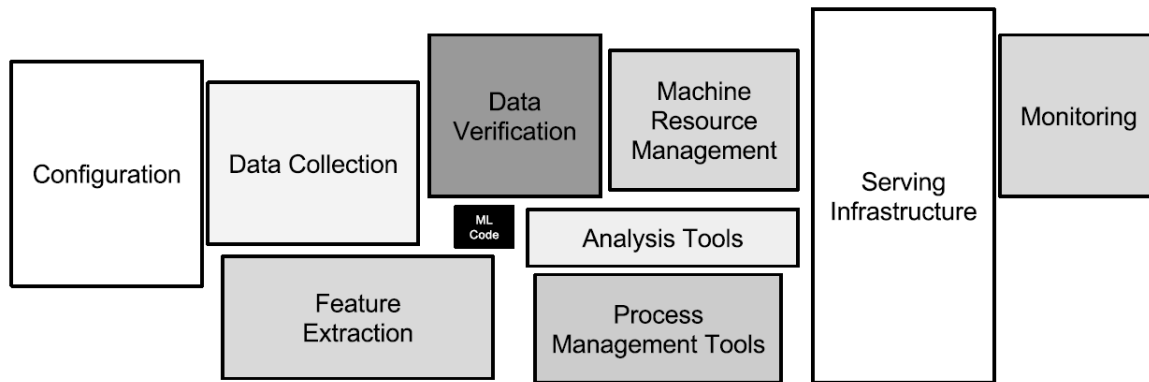 Configuration
Data Collection
Data
Verification
Machine
Resource
Management
Monitoring
Serving
Infrastructure
ML
Code
Analysis Tools
Feature
Extraction
Process
Management Tools